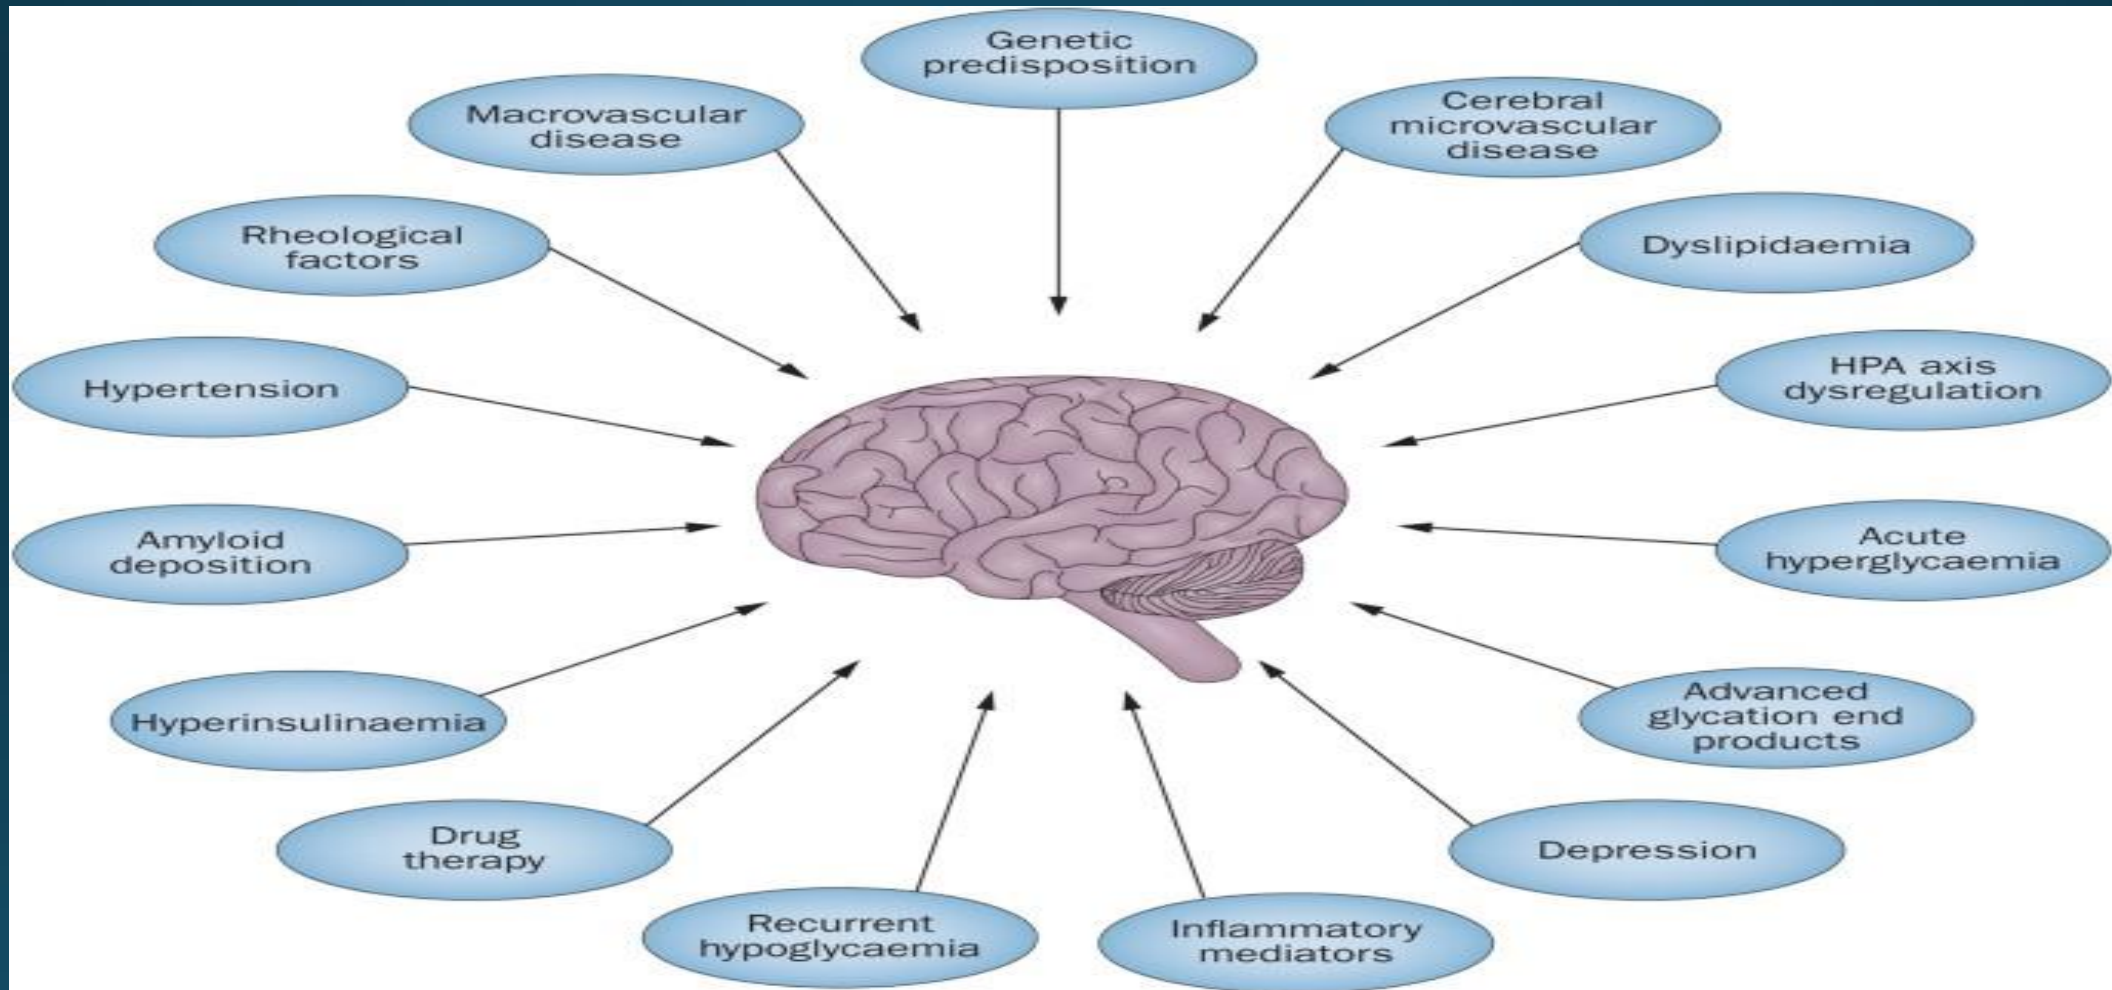 Genetic
predisposition
Cerebral
microvascular
disease
Dyslipidaemia
HPA axis
dysregulation
Acute
hyperglycaemia
Advanced
glycation end
products
Depression
Inflammatory
mediators
Recurrent
hypoglycaemia
Drug
therapy
Hyperinsulinaemia
Amyloid
deposition
Hypertension
Rheological
factors
Macrovascular
disease